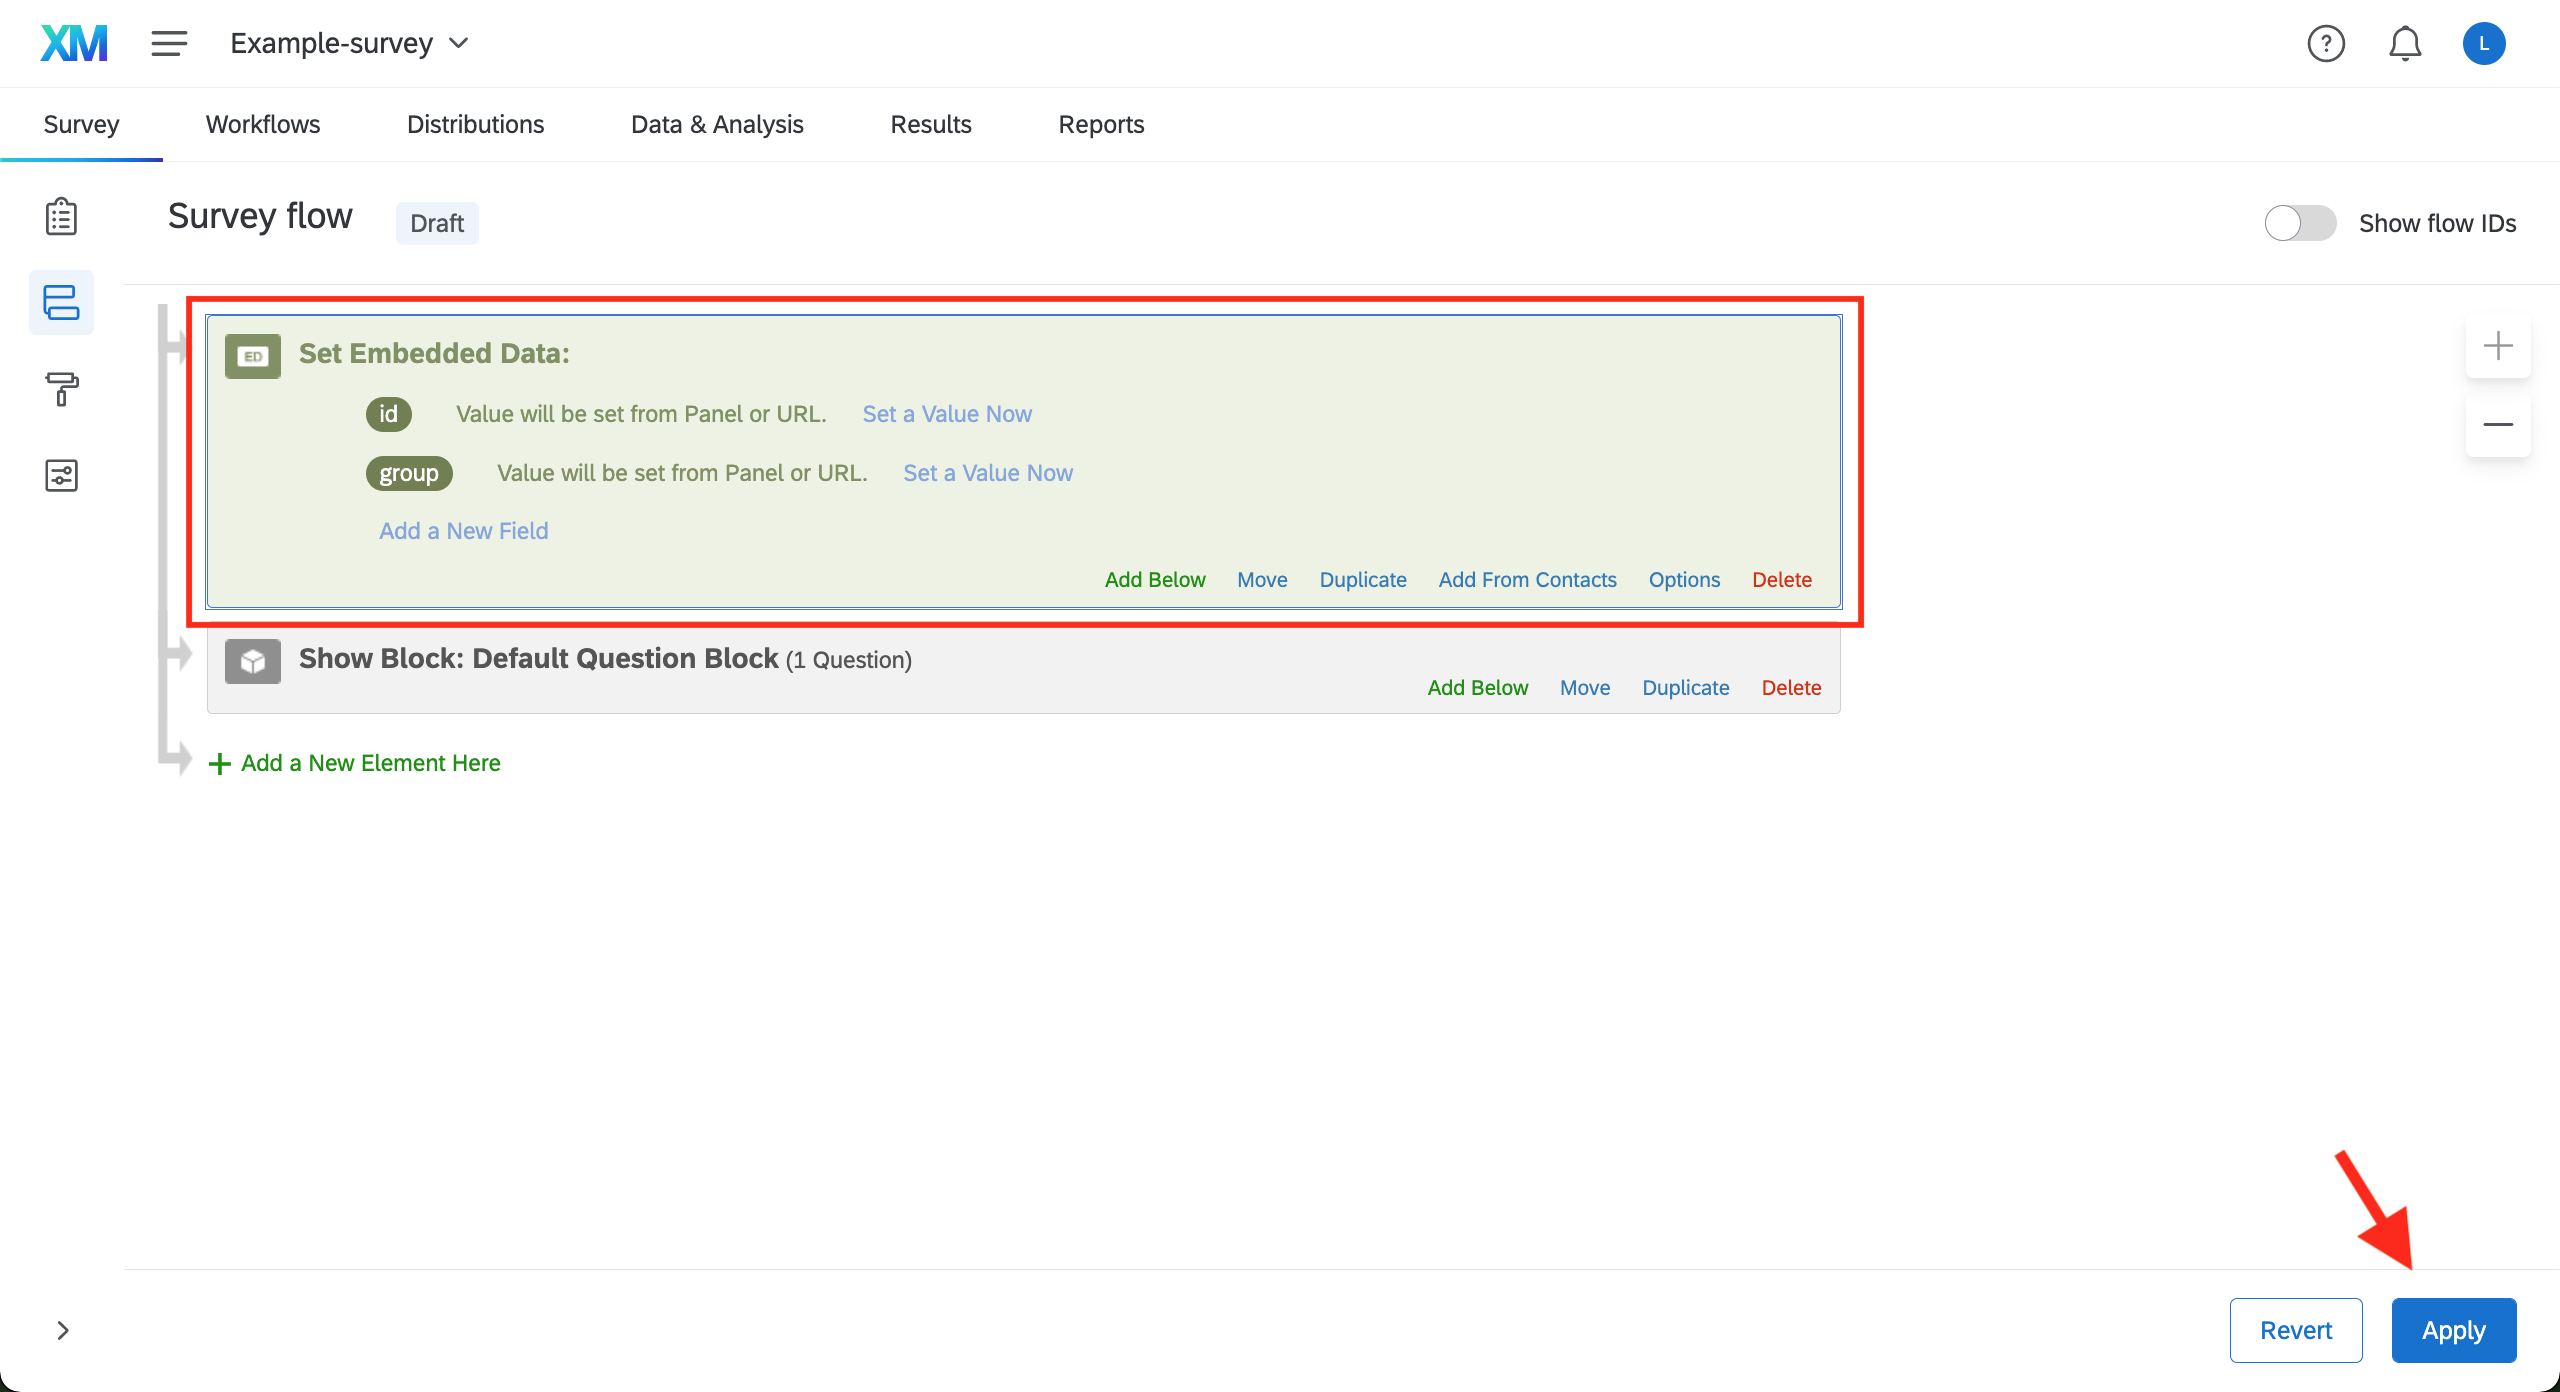 XM Example-survey ? L
Survey Workflows Distributions Data & Analysis Results Reports
Survey flow Draft Show flow IDs
ED Set Embedded Data:
id Value will be set from Panel or URL. Set a Value Now
group Value will be set from Panel or URL. Set a Value Now
Add a New Field
Add Below Move Duplicate Add From Contacts Options Delete
Show Block: Default Question Block (1 Question)
Add Below Move Duplicate Delete
+ Add a New Element Here
Revert Apply